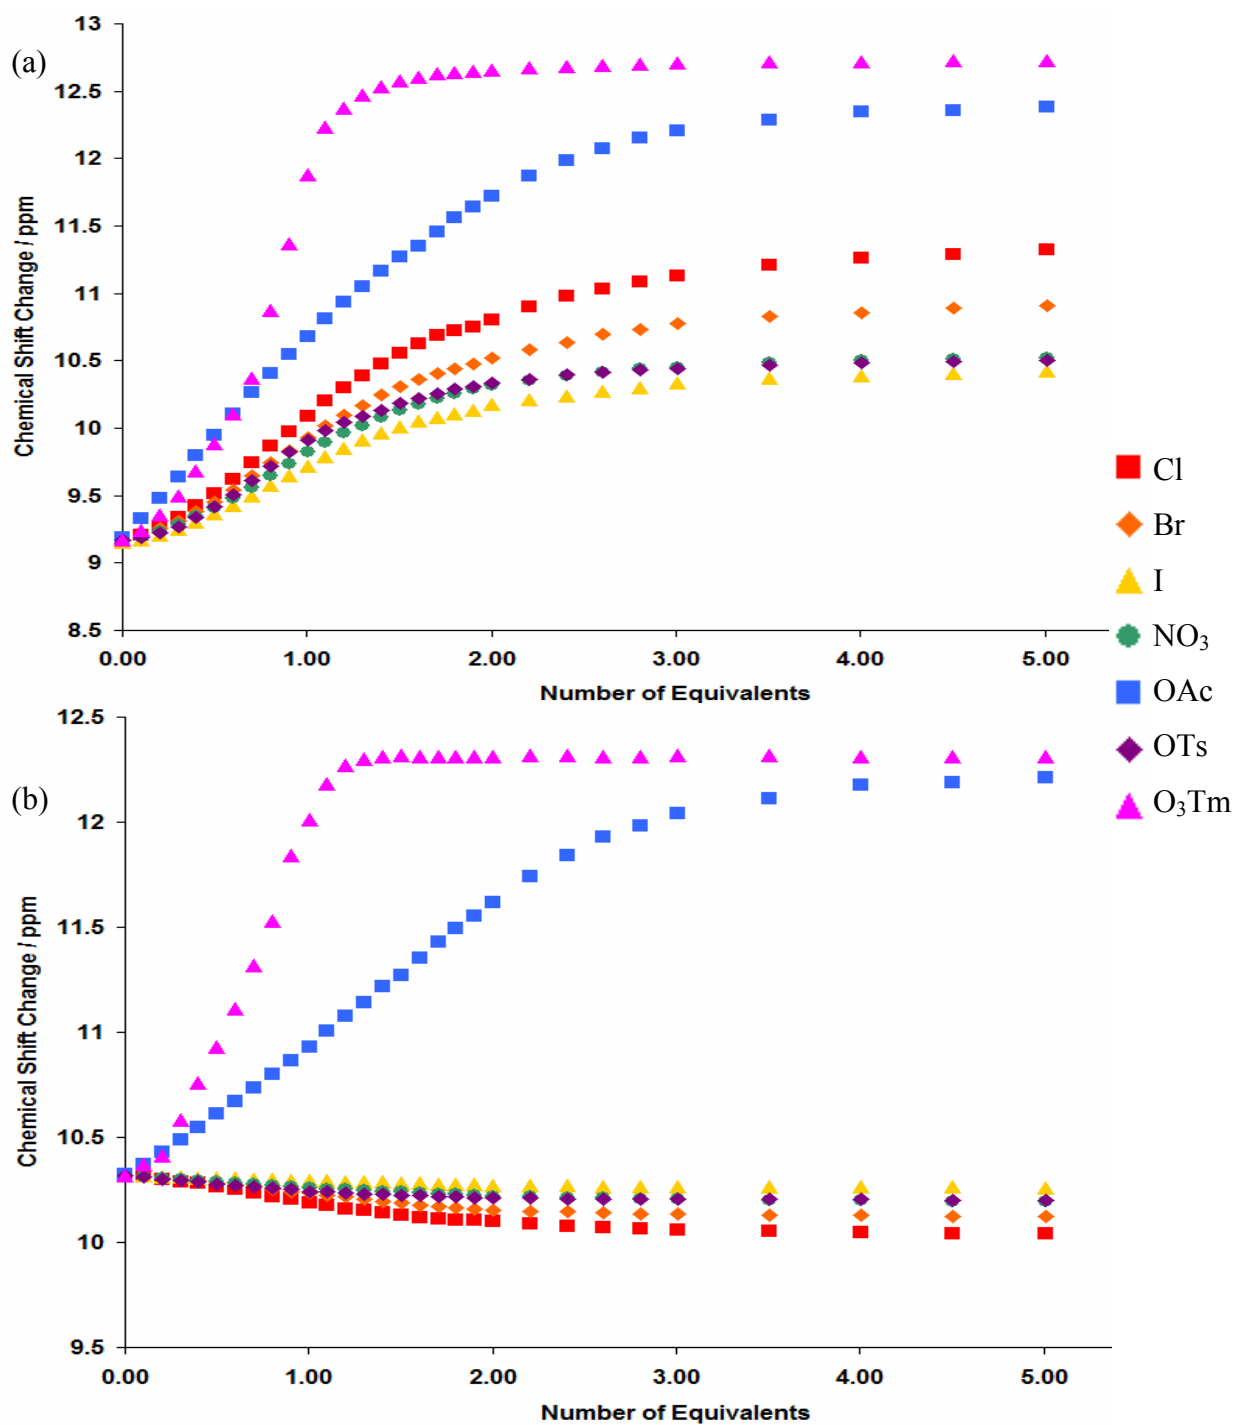 (a)
13
12.5
12
11.5
11
10.5
10
9.5
9
8.5
Chemical Shift Change / ppm
0.00 1.00 2.00 3.00 4.00 5.00
Number of Equivalents
Cl
Br
I
NO₃
OAc
OTs
O₃Tm
(b)
12.5
12
11.5
11
10.5
10
9.5
Chemical Shift Change / ppm
0.00 1.00 2.00 3.00 4.00 5.00
Number of Equivalents